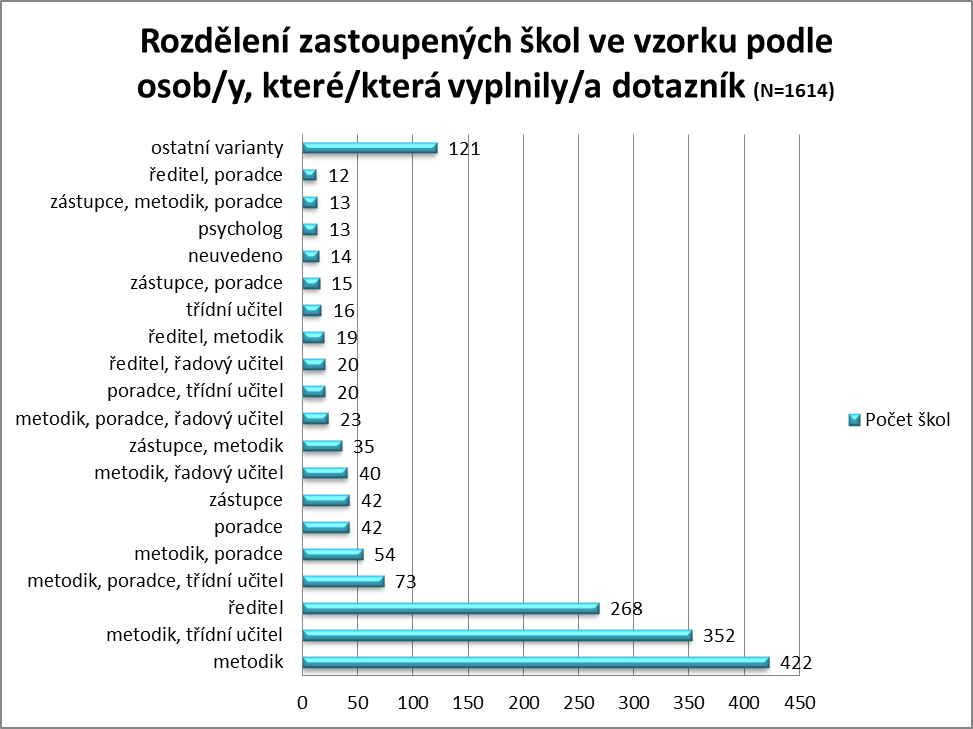 Rozdělení zastoupených škol ve vzorku podle
osob/y, které/která vyplnily/a dotazník (N=1614)
ostatní varianty 121
ředitel, poradce 12
zástupce, metodik, poradce 13
psycholog 13
neuvedeno 14
zástupce, poradce 15
třídní učitel 16
ředitel, metodik 19
ředitel, řadový učitel 20
poradce, třídní učitel 20
metodik, poradce, řadový učitel 23
zástupce, metodik 35
metodik, řadový učitel 40
zástupce 42
poradce 42
metodik, poradce 54
metodik, poradce, třídní učitel 73
ředitel 268
metodik, třídní učitel 352
metodik 422
0 50 100 150 200 250 300 350 400 450
Počet škol